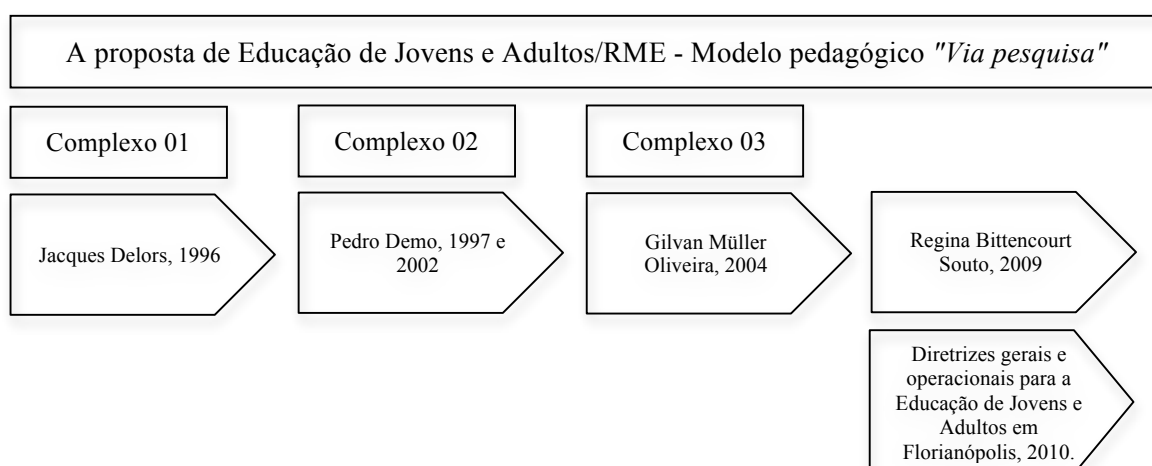 A proposta de Educação de Jovens e Adultos/RME - Modelo pedagógico "Via pesquisa"
Complexo 01
Complexo 02
Complexo 03
Jacques Delors, 1996
Pedro Demo, 1997 e
2002
Gilvan Müller
Oliveira, 2004
Regina Bittencourt
Souto, 2009
Diretrizes gerais e
operacionais para a
Educação de Jovens e
Adultos em
Florianópolis, 2010.